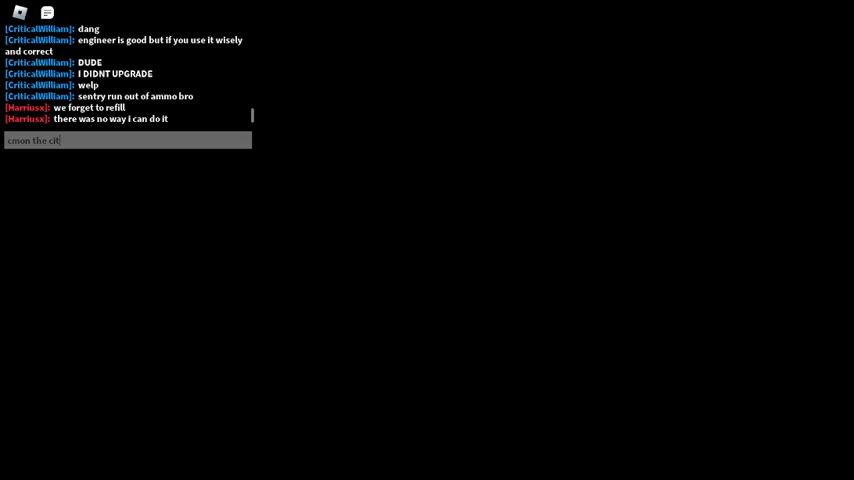 [CriticalWilliam]: dang
[CriticalWilliam]: engineer is good but if you use it wisely
and correct
[CriticalWilliam]: DUDE
[CriticalWilliam]: I DIDNT UPGRADE
[CriticalWilliam]: welp
[CriticalWilliam]: sentry run out of ammo bro
[Harriusx]: we forget to refill
[Harriusx]: there was no way i can do it
cmon the cit